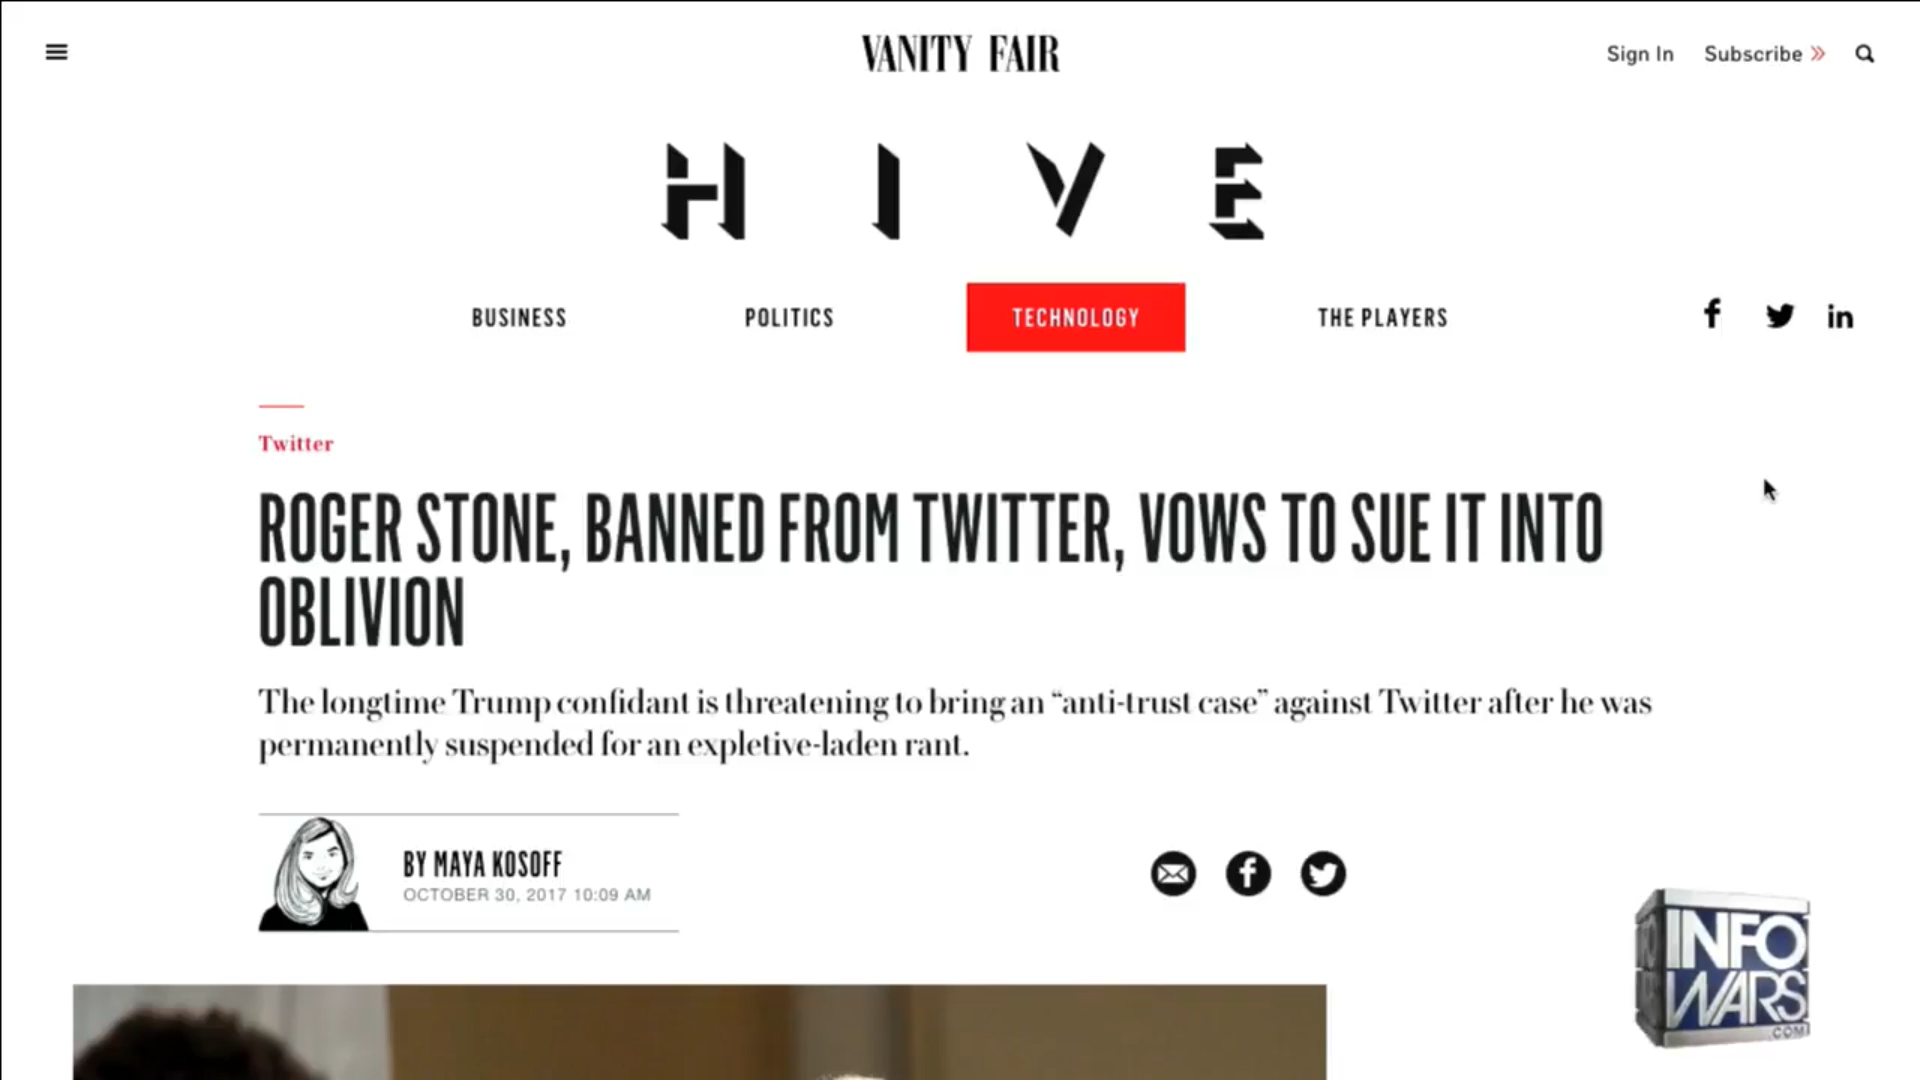 VANITY FAIR
Sign In Subscribe »
HIVE
BUSINESS POLITICS TECHNOLOGY THE PLAYERS
f in
Twitter
ROGER STONE, BANNED FROM TWITTER, VOWS TO SUE IT INTO
OBLIVION
The longtime Trump confidant is threatening to bring an “anti-trust case” against Twitter after he was
permanently suspended for an expletive-laden rant.
BY MAYA KOSOFF
OCTOBER 30, 2017 10:09 AM
f
INFO
WARS
.COM